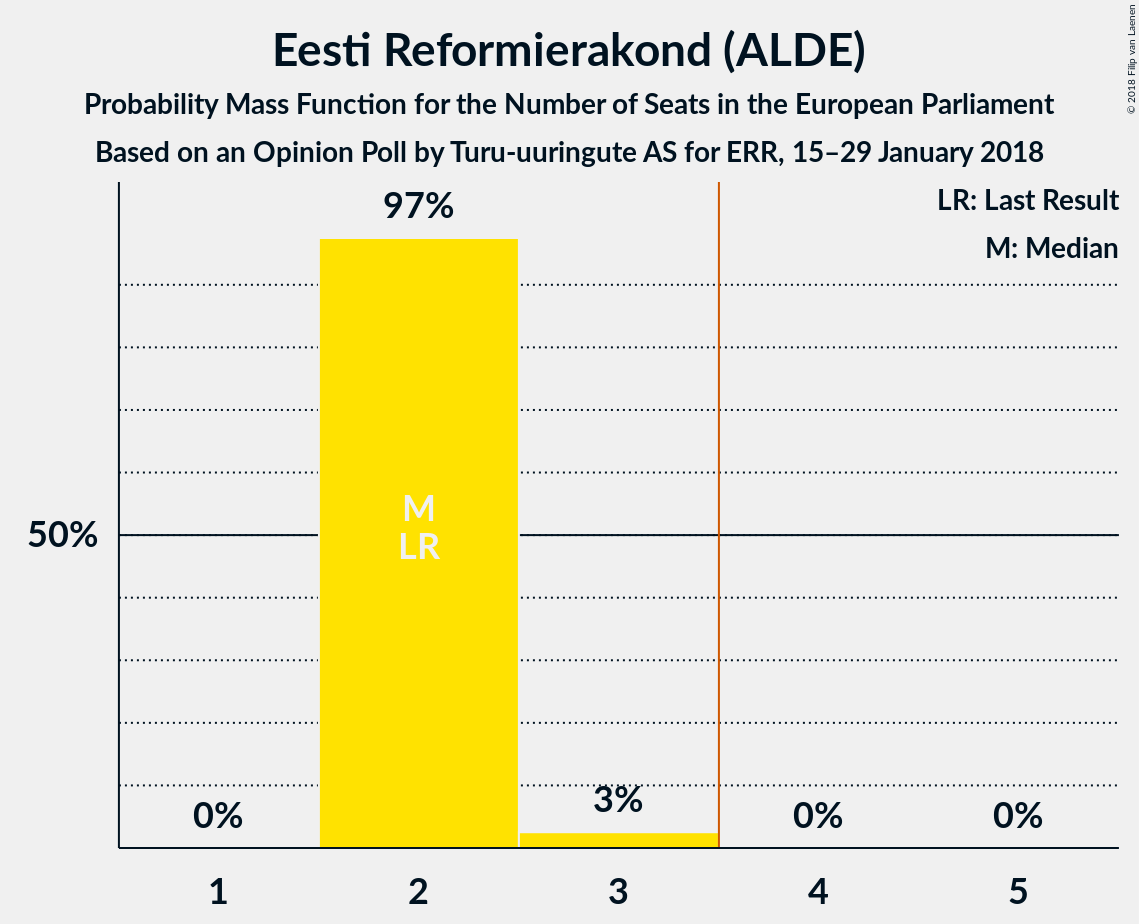 Eesti Reformierakond (ALDE)
Probability Mass Function for the Number of Seats in the European Parliament
Based on an Opinion Poll by Turu-uuringute AS for ERR, 15–29 January 2018
© 2018 Filip van Laenen
LR: Last Result
M: Median
97%
M
LR
50%
0%
3%
0%
0%
1
2
3
4
5